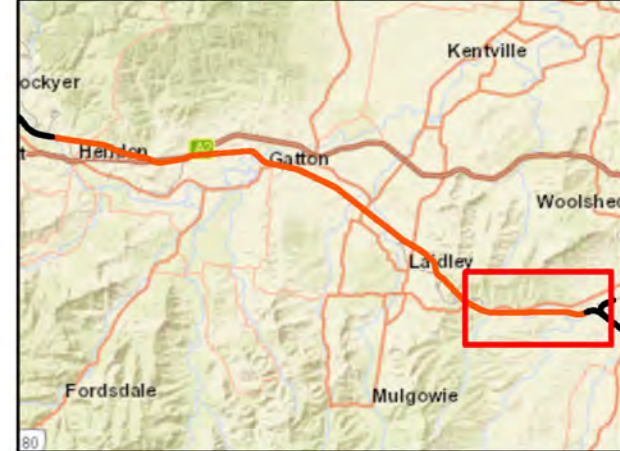 Kentville
ockyer
Hendon
A2
t
Gatton
Woolshed
Laidley
Fordsdale
Mulgowie
80